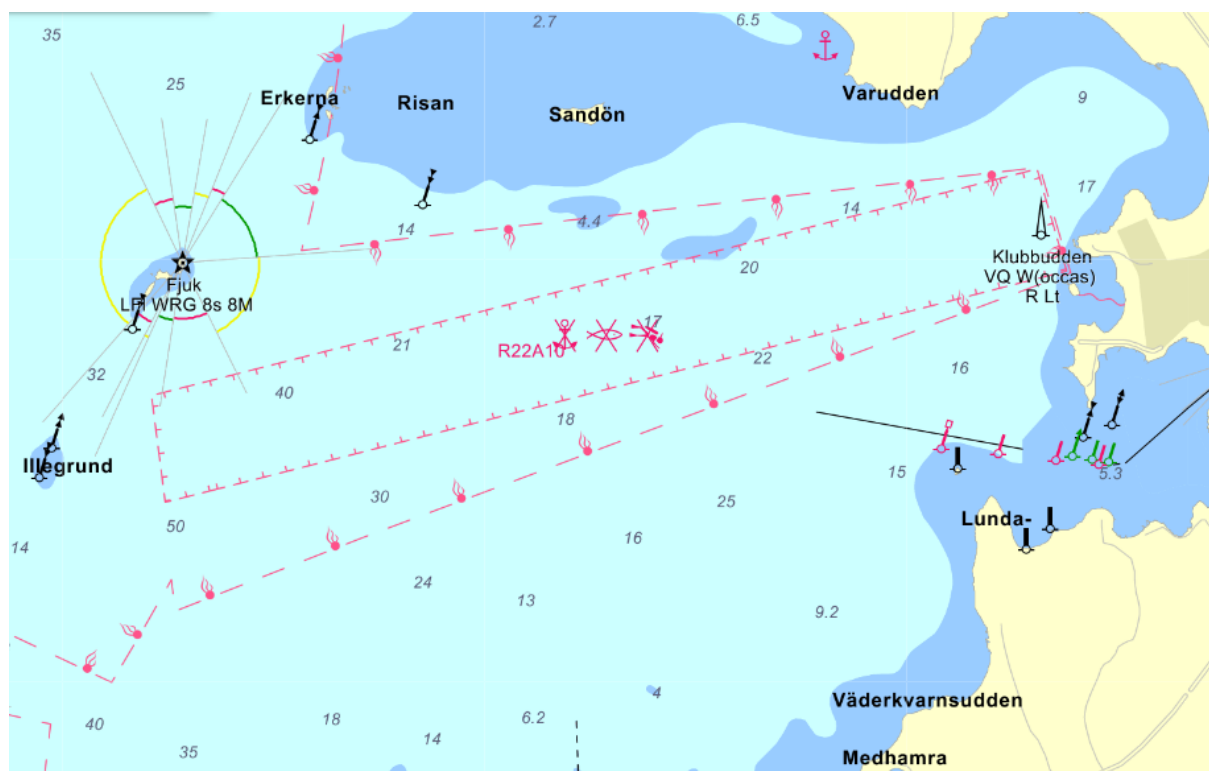 2.7
6.5
35
25
Erkerna
Risan
Sandön
Varudden
9
17
14
4.4
14
20
Klubbudden
VQ W(occas)
R Lt
Fjuk
LFl WRG 8s 8M
17
R22A10
21
22
16
32
40
18
Illegrund
15
5.3
30
25
50
14
16
Lunda-
24
13
9.2
4
Väderkvarnsudden
40
18
6.2
14
35
Medhamra